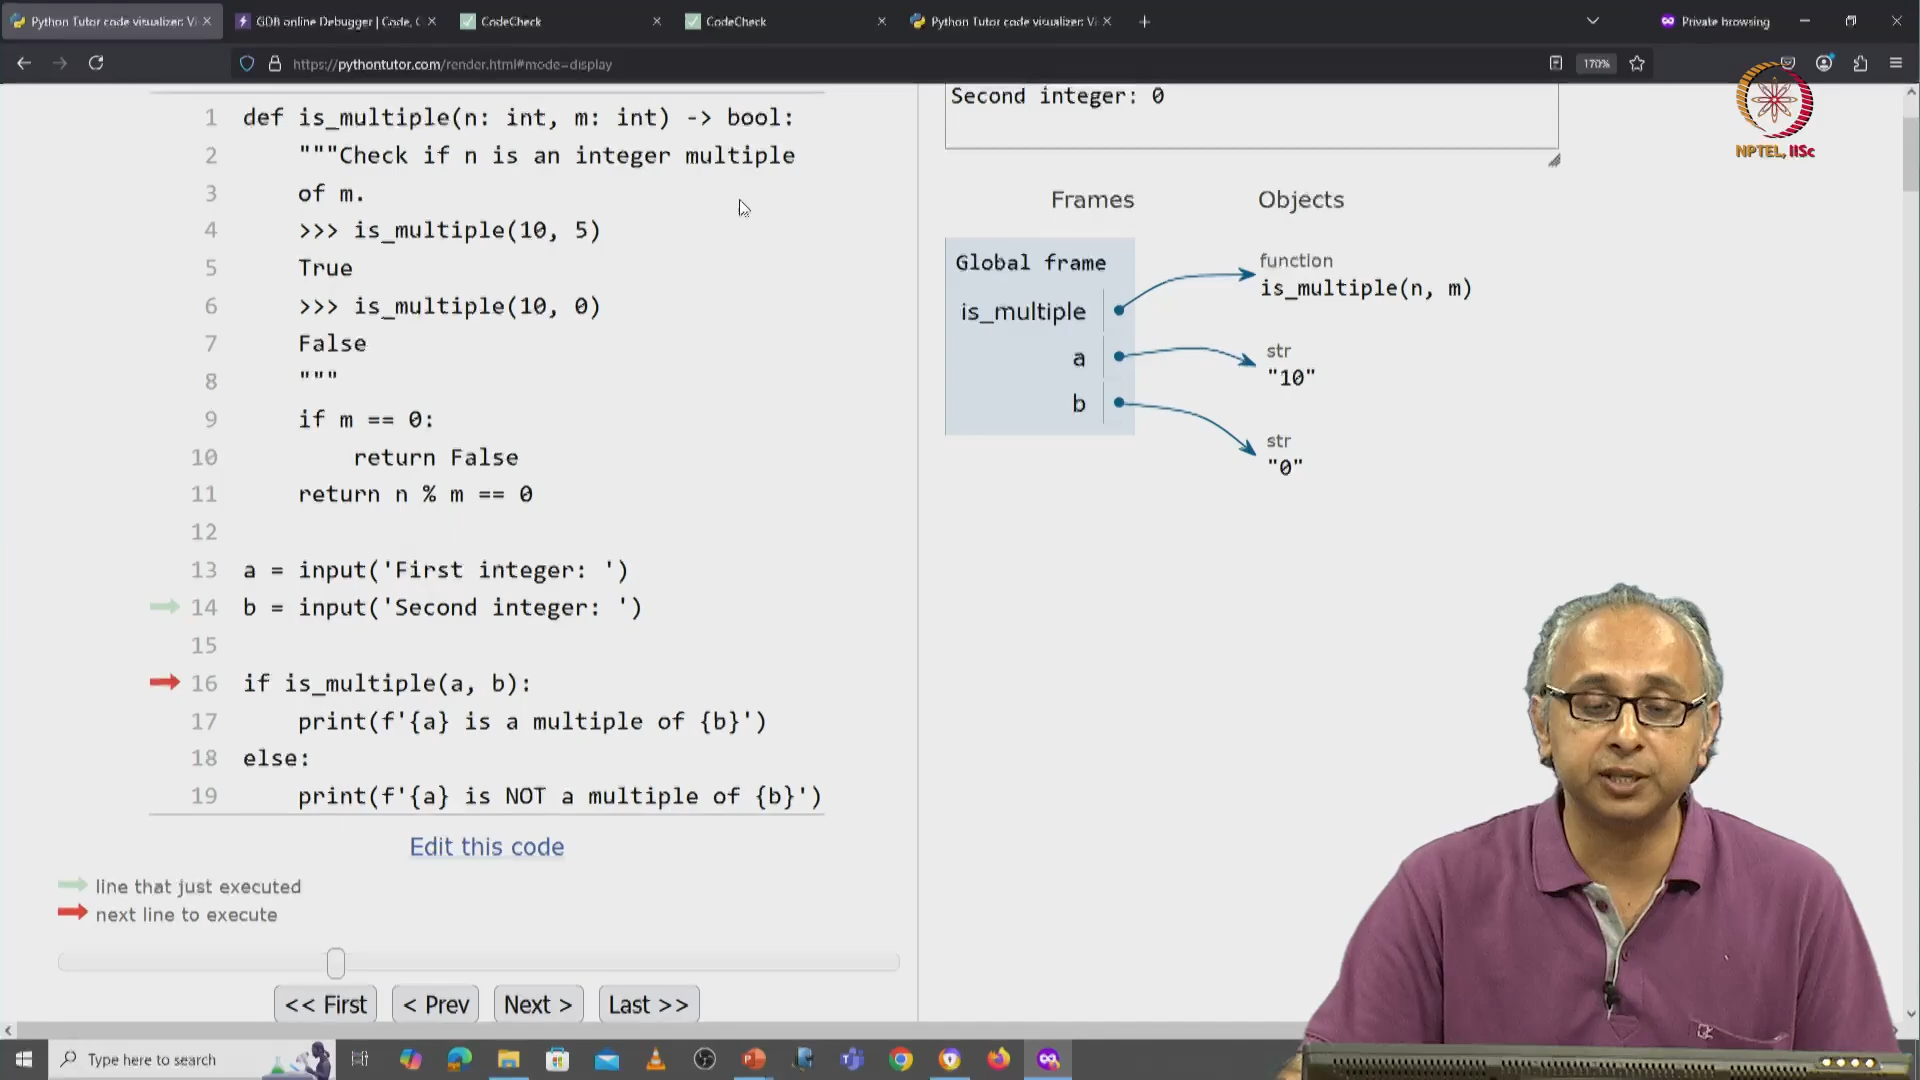 Python Tutor code visualizer: Vi
GDB online Debugger | Code, C
CodeCheck
CodeCheck
Python Tutor code visualizer: Vi
Private browsing
https://pythontutor.com/render.html#mode=display
170%
1 def is_multiple(n: int, m: int) -> bool:
2 """Check if n is an integer multiple
3 of m.
4 >>> is_multiple(10, 5)
5 True
6 >>> is_multiple(10, 0)
7 False
8 """
9 if m == 0:
10 return False
11 return n % m == 0
12
13 a = input('First integer: ')
14 b = input('Second integer: ')
15
16 if is_multiple(a, b):
17 print(f'{a} is a multiple of {b}')
18 else:
19 print(f'{a} is NOT a multiple of {b}')
Edit this code
line that just executed
next line to execute
<< First
< Prev
Next >
Last >>
Second integer: 0
Frames
Objects
Global frame
is_multiple
a
b
function
is_multiple(n, m)
str
"10"
str
"0"
NPTEL, IISc
Type here to search